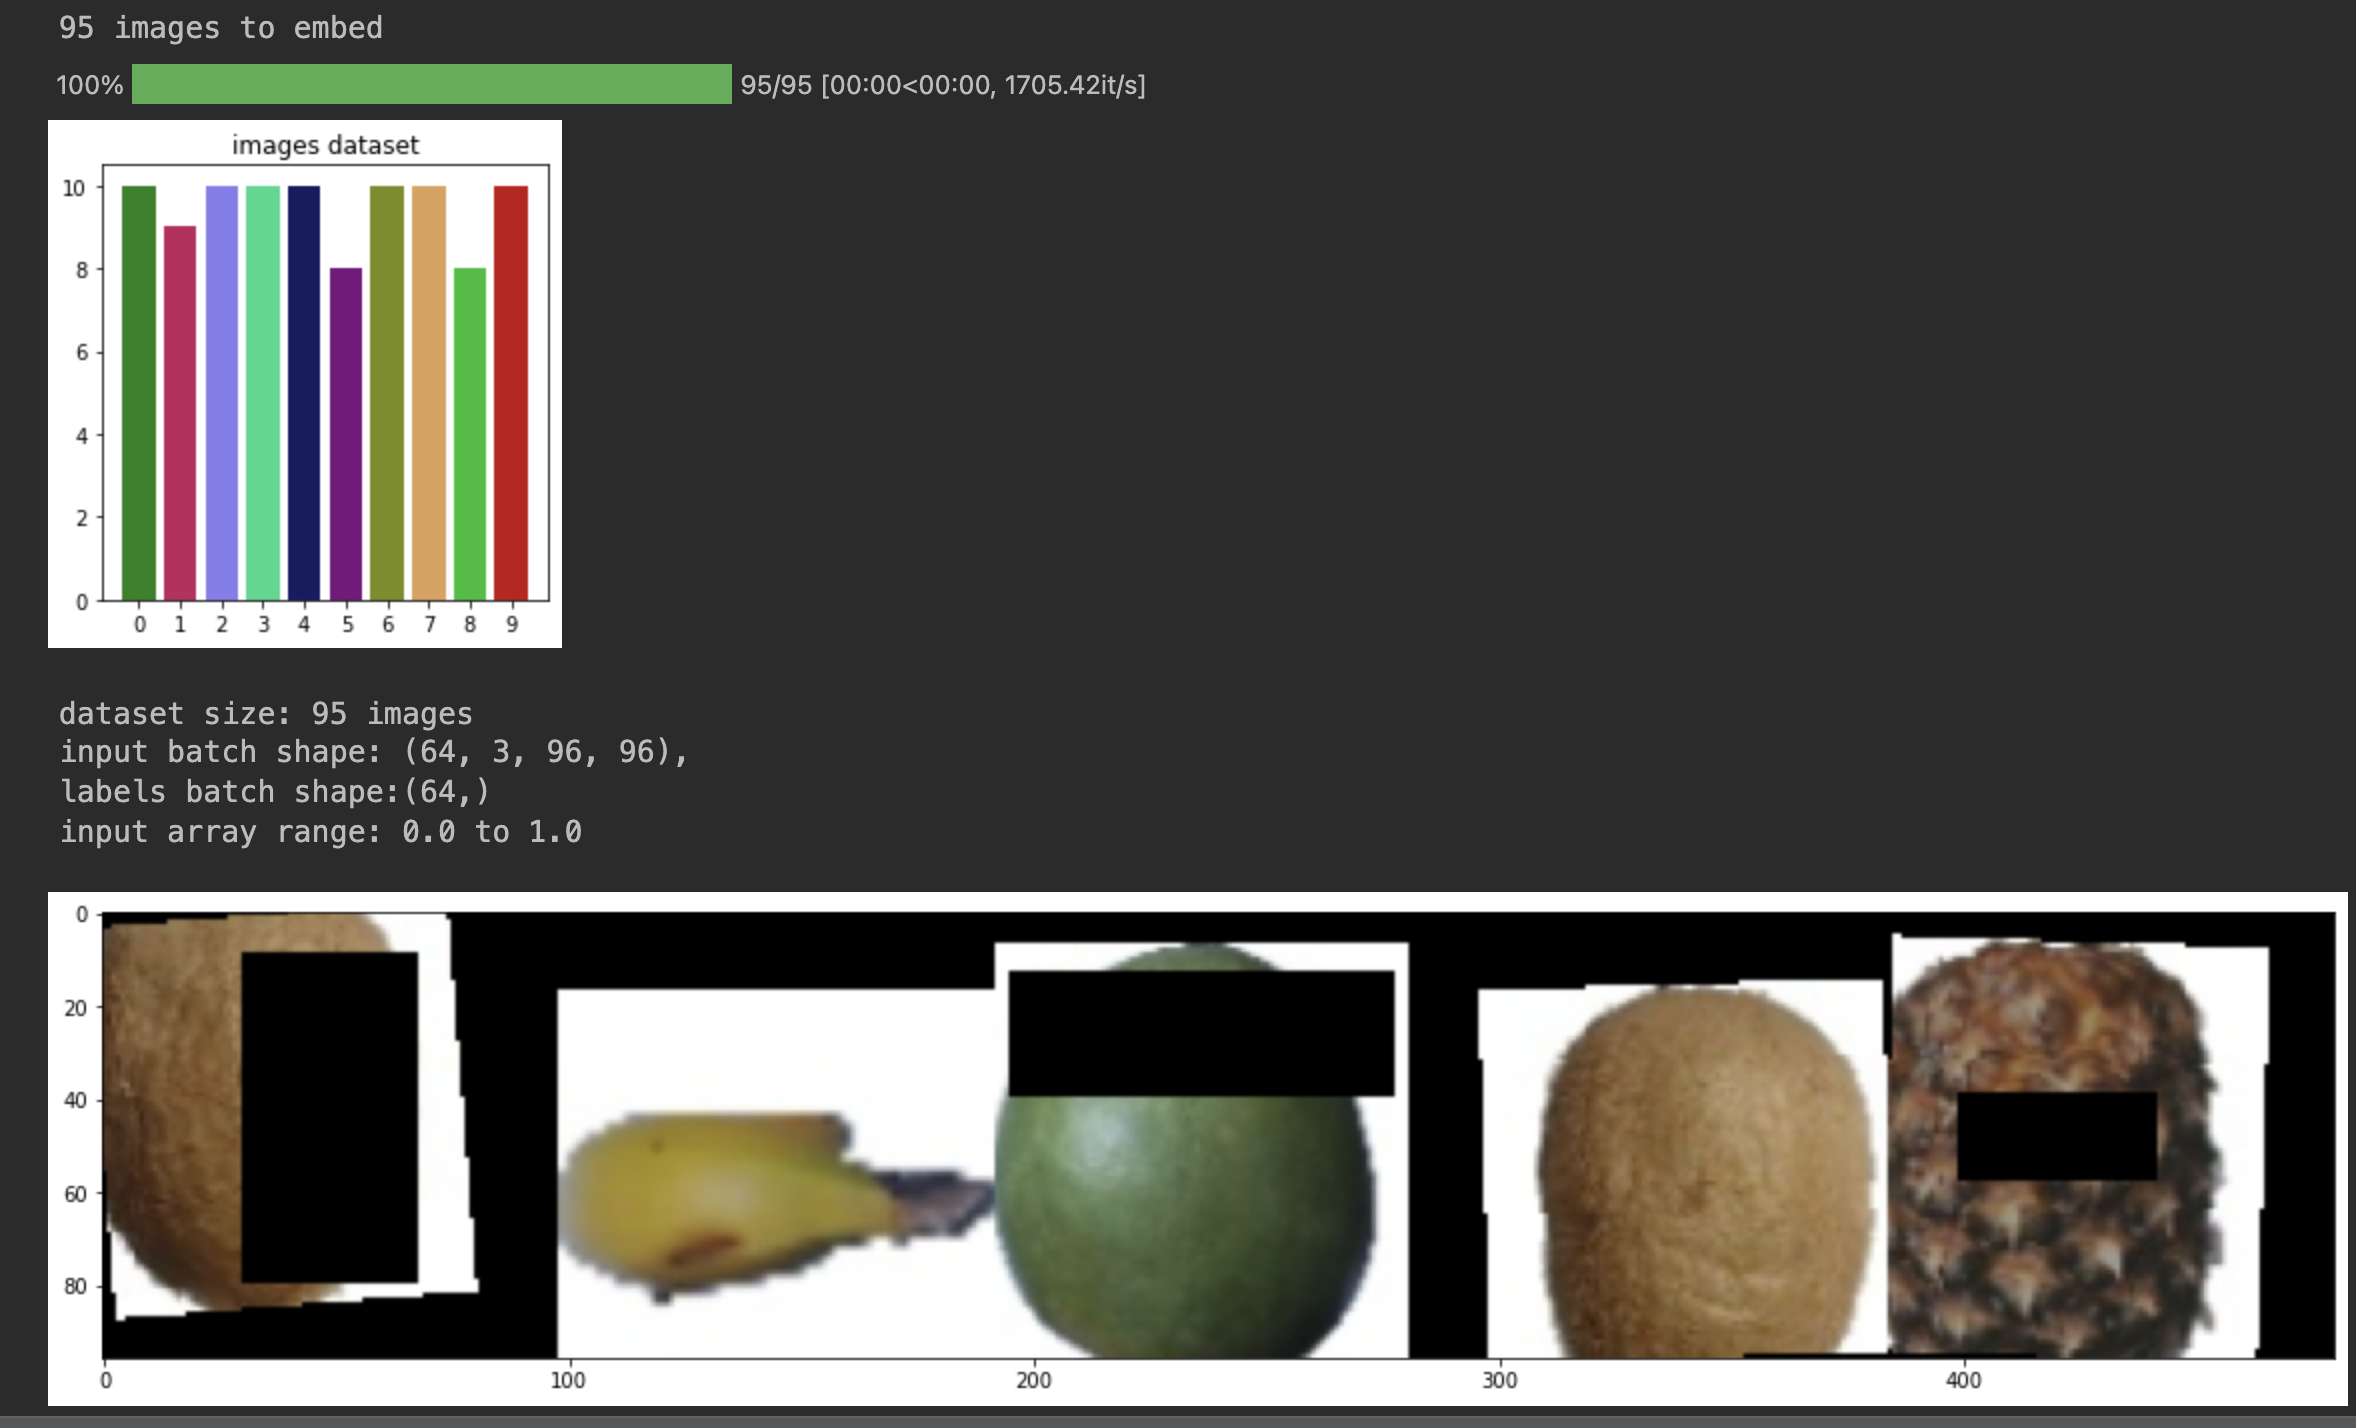 95 images to embed
100% 95/95 [00:00<00:00, 1705.42it/s]
images dataset
10
8
6
4
2
0
0 1 2 3 4 5 6 7 8 9
dataset size: 95 images
input batch shape: (64, 3, 96, 96),
labels batch shape:(64,)
input array range: 0.0 to 1.0
0
20
40
60
80
0 100 200 300 400